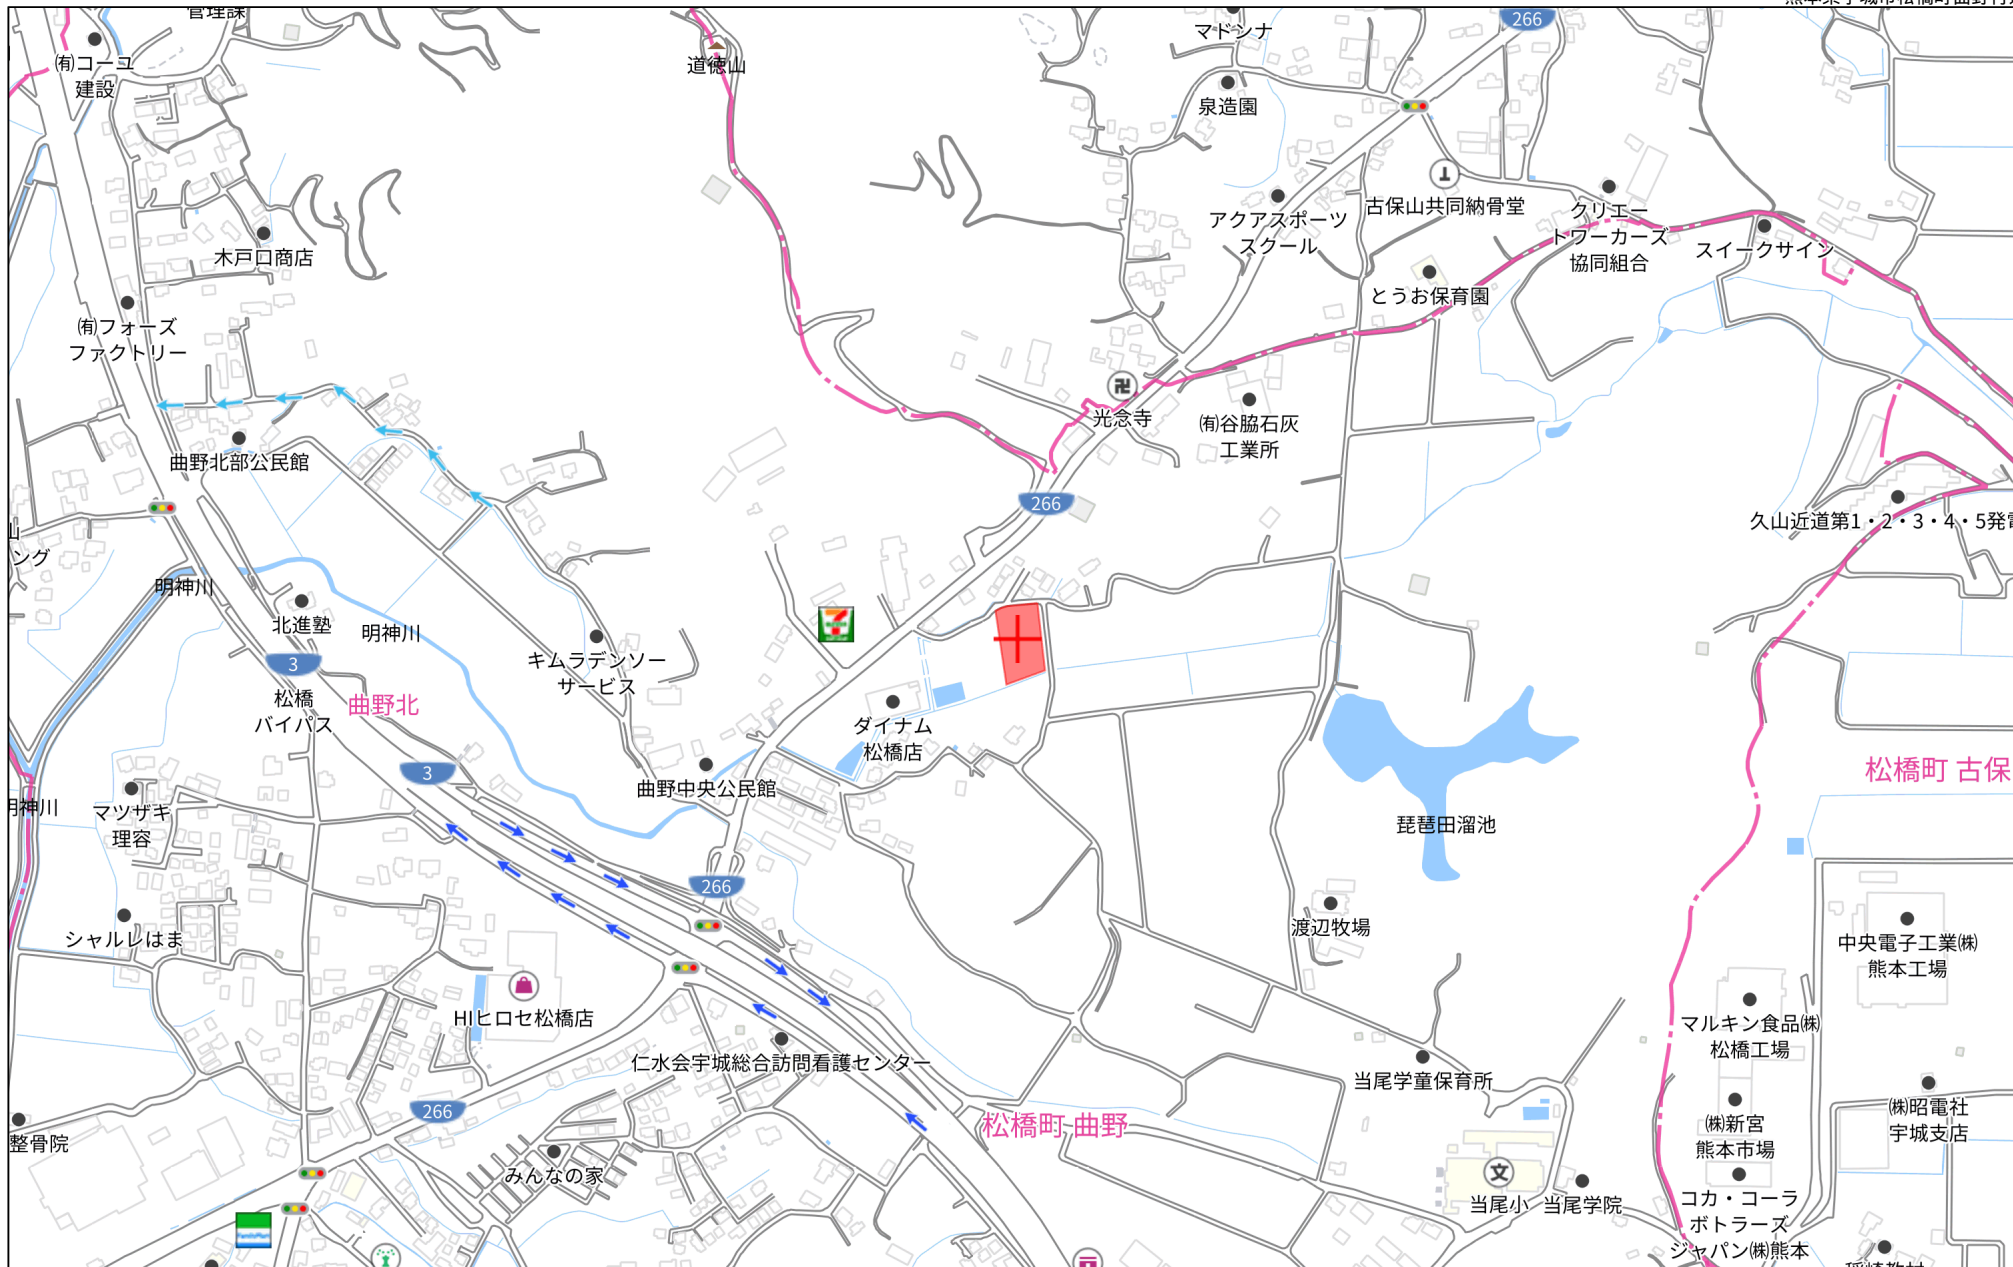 管理課
㈲コーユ
建設
道徳山
マドンナ
266
泉造園
古保山共同納骨堂
アクアスポーツ
スクール
クリエー
トワーカーズ
協同組合
スイークサイン
木戸口商店
とうお保育園
㈲フォーズ
ファクトリー
光念寺
㈲谷脇石灰
工業所
曲野北部公民館
266
久山近道第1・2・3・4・5発電
山
ング
明神川
北進塾
明神川
7
キムラデンソー
サービス
3
松橋
バイパス
曲野北
ダイナム
松橋店
3
曲野中央公民館
松橋町 古保
明神川
マツザキ
理容
琵琶田溜池
266
シャルレはま
渡辺牧場
中央電子工業㈱
熊本工場
HIヒロセ松橋店
マルキン食品㈱
松橋工場
仁水会宇城総合訪問看護センター
当尾学童保育所
266
松橋町 曲野
㈱昭電社
宇城支店
整骨院
㈱新宮
熊本市場
みんなの家
文
当尾小
当尾学院
コカ・コーラ
ボトラーズ
ジャパン㈱熊本
FamilyMart